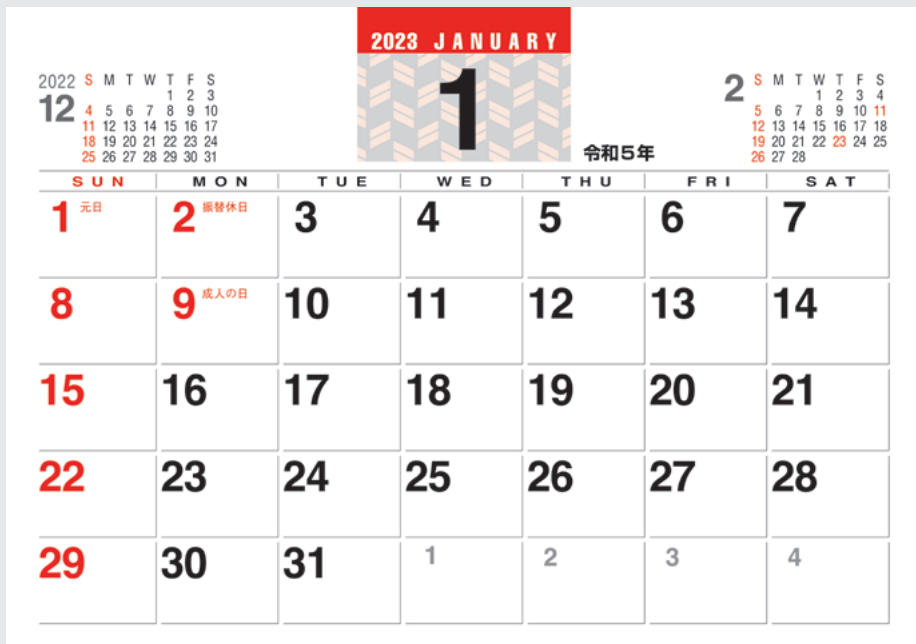 2023 JANUARY
1
令和5年
2022
12
S M T W T F S
1 2 3
4 5 6 7 8 9 10
11 12 13 14 15 16 17
18 19 20 21 22 23 24
25 26 27 28 29 30 31
2
S M T W T F S
1 2 3 4
5 6 7 8 9 10 11
12 13 14 15 16 17 18
19 20 21 22 23 24 25
26 27 28
SUN MON TUE WED THU FRI SAT
1 元日 2 振替休日 3 4 5 6 7
8 9 成人の日 10 11 12 13 14
15 16 17 18 19 20 21
22 23 24 25 26 27 28
29 30 31 1 2 3 4